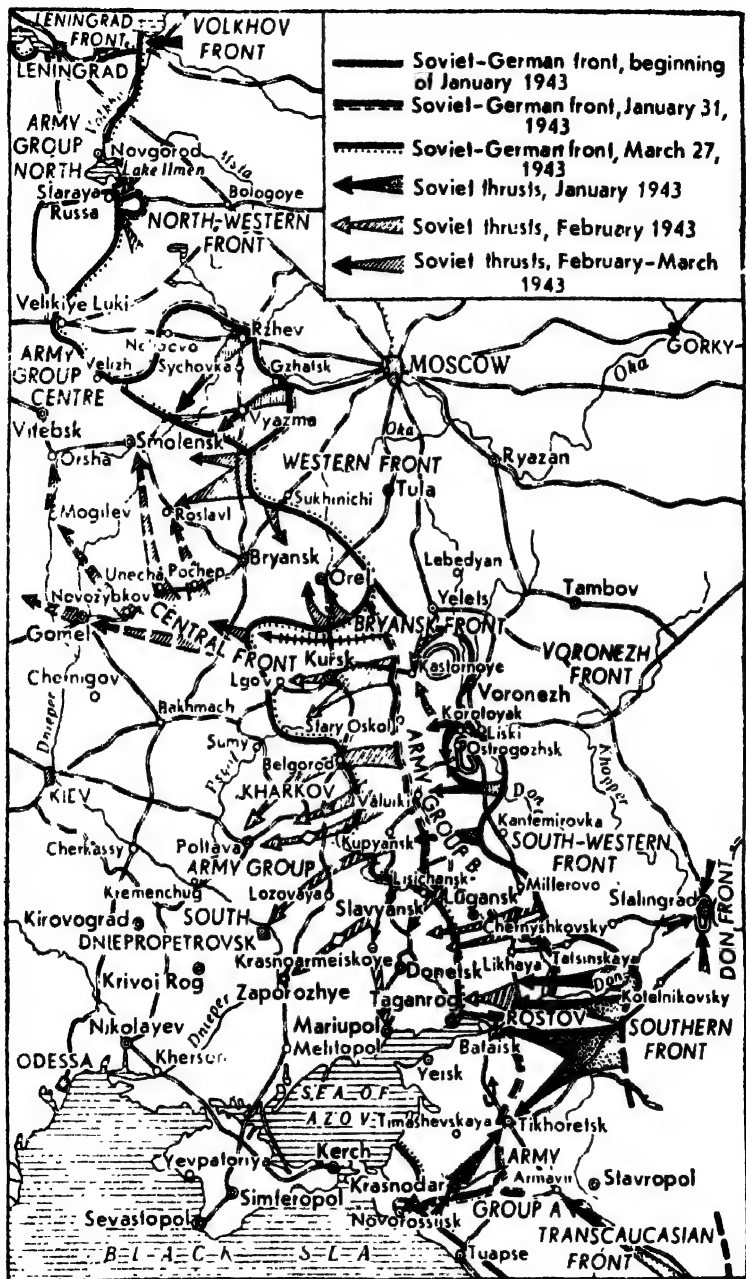 LENINGRAD
FRONT
VOLKHOV
FRONT
LENINGRAD
Soviet-German front, beginning
of January 1943
Soviet-German front, January 31,
1943
Soviet-German front, March 27,
1943
Soviet thrusts, January 1943
Soviet thrusts, February 1943
Soviet thrusts, February-March
1943
ARMY
GROUP
NORTH
Volkhov
Novgorod
Msta
Lake Ilmen
Staraya
Russa
Bologoye
NORTH-WESTERN
FRONT
Velikiye Luki
Rzhev
GORKY
ARMY
GROUP
CENTRE
Velizh
Sychovka
Gzhatsk
MOSCOW
Oka
Vitebsk
Vyazma
Oka
Smolensk
Orsha
WESTERN FRONT
Ryazan
Sukhinichi
Tula
Mogilev
Roslavl
Bryansk
Lebedyan
Unecha
Pochep
Orel
Novozybkov
Yelets
Tambov
CENTRAL FRONT
BRYANSK FRONT
Gomel
Kursk
Kastornoye
VORONEZH
FRONT
Chernigov
Lgov
Voronezh
Dnieper
Bakhmach
Stary Oskol
Korotoyak
Liski
Ostrogozhsk
Sumy
Khopper
Psyol
Belgorod
ARMY GROUP B
KIEV
KHARKOV
Valuiki
Don
Kantemirovka
Cherkassy
Poltava
Kupyansk
SOUTH-WESTERN
FRONT
ARMY GROUP
SOUTH
Kremenchug
Lozovaya
Lisichansk
Millerovo
Lugansk
Stalingrad
Slavyansk
DON FRONT
Kirovograd
Chernyshkovsky
DNIEPROPETROVSK
Krasnoarmeiskoye
Likhaya
Tatsinskaya
Donetsk
Krivoi Rog
Zaporozhye
Don
Taganrog
Kotelnikovsky
Dnieper
Nikolayev
Mariupol
ROSTOV
SOUTHERN
FRONT
Melitopol
Bataisk
ODESSA
Kherson
Yeisk
SEA OF
AZOV
Timashevskaya
Tikhoretsk
Kerch
ARMY
GROUP A
Yevpatoriya
Krasnodar
Armavir
Stavropol
Simferopol
Sevastopol
Novorossiisk
TRANSCAUCASIAN
FRONT
BLACK SEA
Tuapse